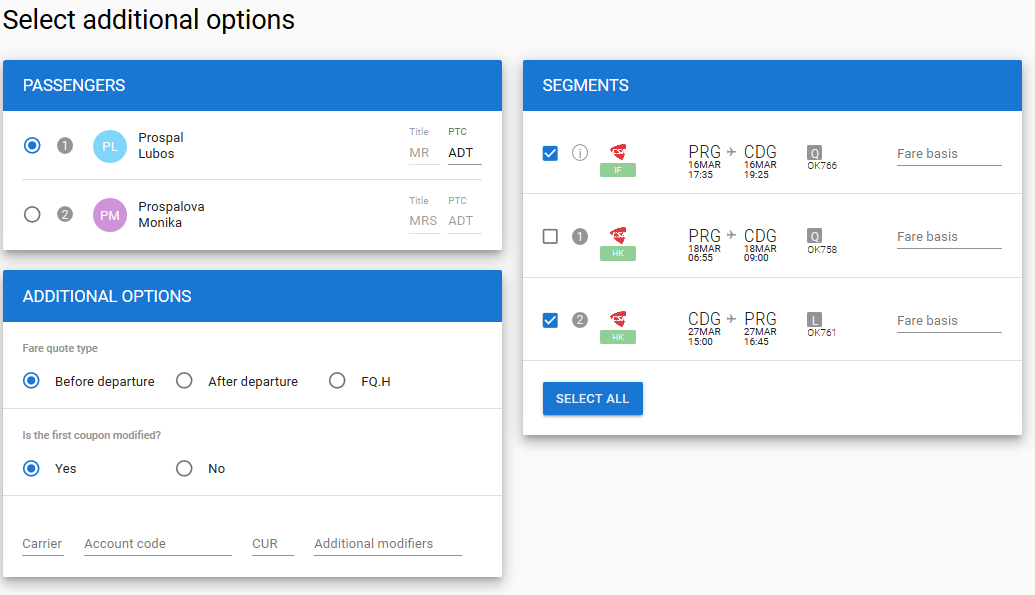 Select additional options
PASSENGERS
1 PL Prospal Lubos Title MR PTC ADT
2 PM Prospalova Monika Title MRS PTC ADT
ADDITIONAL OPTIONS
Fare quote type
Before departure After departure FQ.H
Is the first coupon modified?
Yes No
Carrier Account code CUR Additional modifiers
SEGMENTS
i CSA IF PRG 16MAR 17:35 CDG 16MAR 19:25 Q OK766 Fare basis
1 CSA HK PRG 18MAR 06:55 CDG 18MAR 09:00 Q OK758 Fare basis
2 CSA HK CDG 27MAR 15:00 PRG 27MAR 16:45 L OK761 Fare basis
SELECT ALL